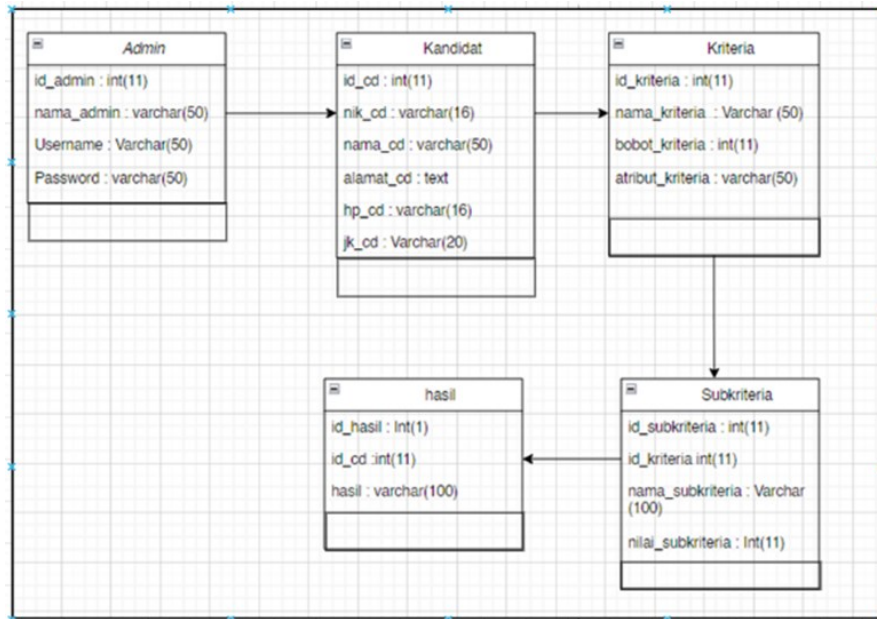 Admin
id_admin : int(11)
nama_admin : varchar(50)
Username : Varchar(50)
Password : varchar(50)
Kandidat
id_cd : int(11)
nik_cd : varchar(16)
nama_cd : varchar(50)
alamat_cd : text
hp_cd : varchar(16)
jk_cd : Varchar(20)
Kriteria
id_kriteria : int(11)
nama_kriteria : Varchar (50)
bobot_kriteria : int(11)
atribut_kriteria : varchar(50)
hasil
id_hasil : Int(1)
id_cd :int(11)
hasil : varchar(100)
Subkriteria
id_subkriteria : int(11)
id_kriteria int(11)
nama_subkriteria : Varchar
(100)
nilai_subkriteria : Int(11)